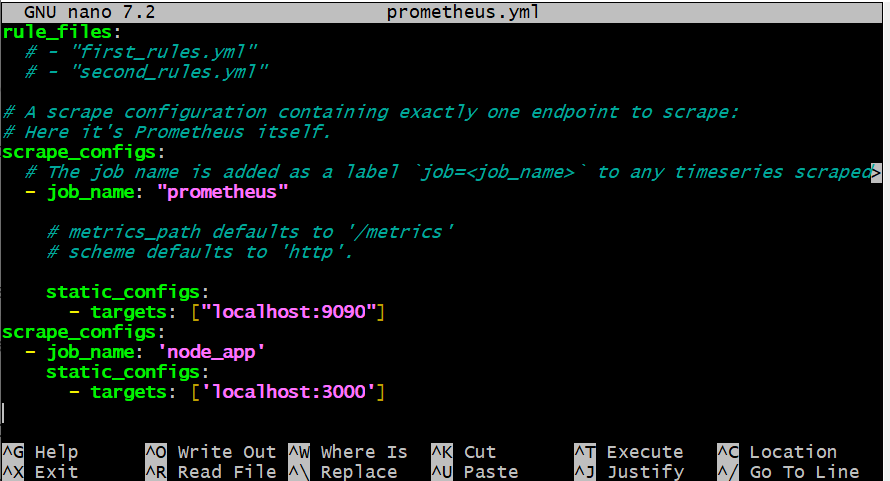 GNU nano 7.2 prometheus.yml
rule_files:
  # - "first_rules.yml"
  # - "second_rules.yml"
# A scrape configuration containing exactly one endpoint to scrape:
# Here it's Prometheus itself.
scrape_configs:
  # The job name is added as a label `job=<job_name>` to any timeseries scraped>
  - job_name: "prometheus"
    # metrics_path defaults to '/metrics'
    # scheme defaults to 'http'.
    static_configs:
      - targets: ["localhost:9090"]
scrape_configs:
  - job_name: 'node_app'
    static_configs:
      - targets: ['localhost:3000']
^G Help ^O Write Out ^W Where Is ^K Cut ^T Execute ^C Location
^X Exit ^R Read File ^\ Replace ^U Paste ^J Justify ^/ Go To Line